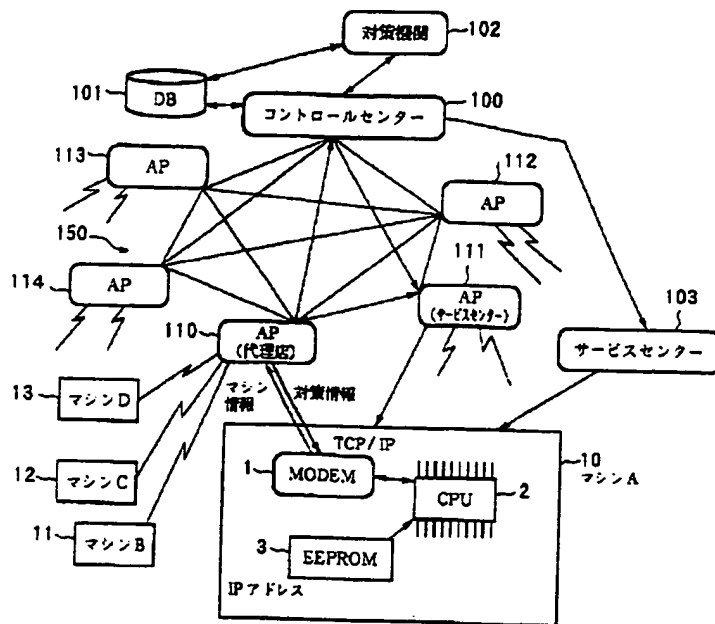 対策機関
102
101
DB
100
コントロールセンター
113
AP
112
AP
150
111
114
AP
AP
(サービスセンター)
110
AP
(代理店)
103
サービスセンター
13
マシンD
マシン
情報
対策情報
12
マシンC
11
マシンB
TCP/IP
10
マシンA
1
MODEM
CPU
2
3
EEPROM
IPアドレス